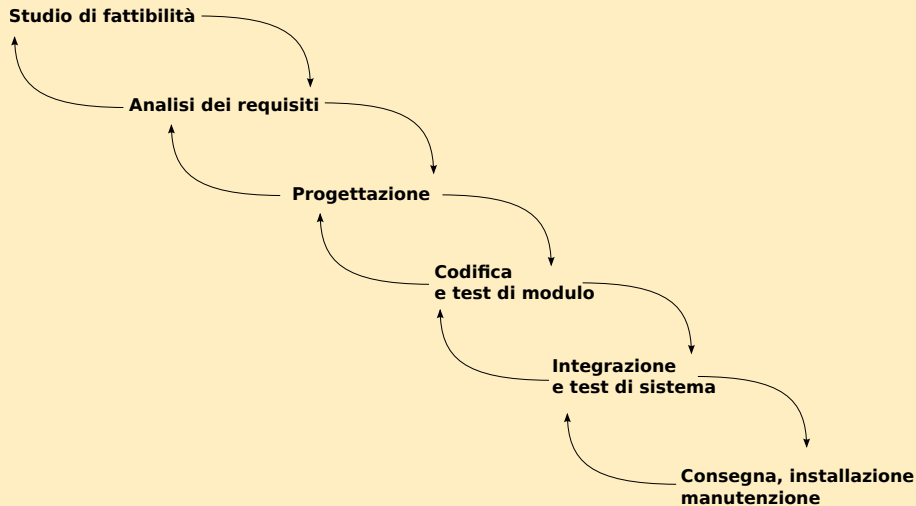 Studio di fattibilità
Analisi dei requisiti
Progettazione
Codifica
e test di modulo
Integrazione
e test di sistema
Consegna, installazione
manutenzione